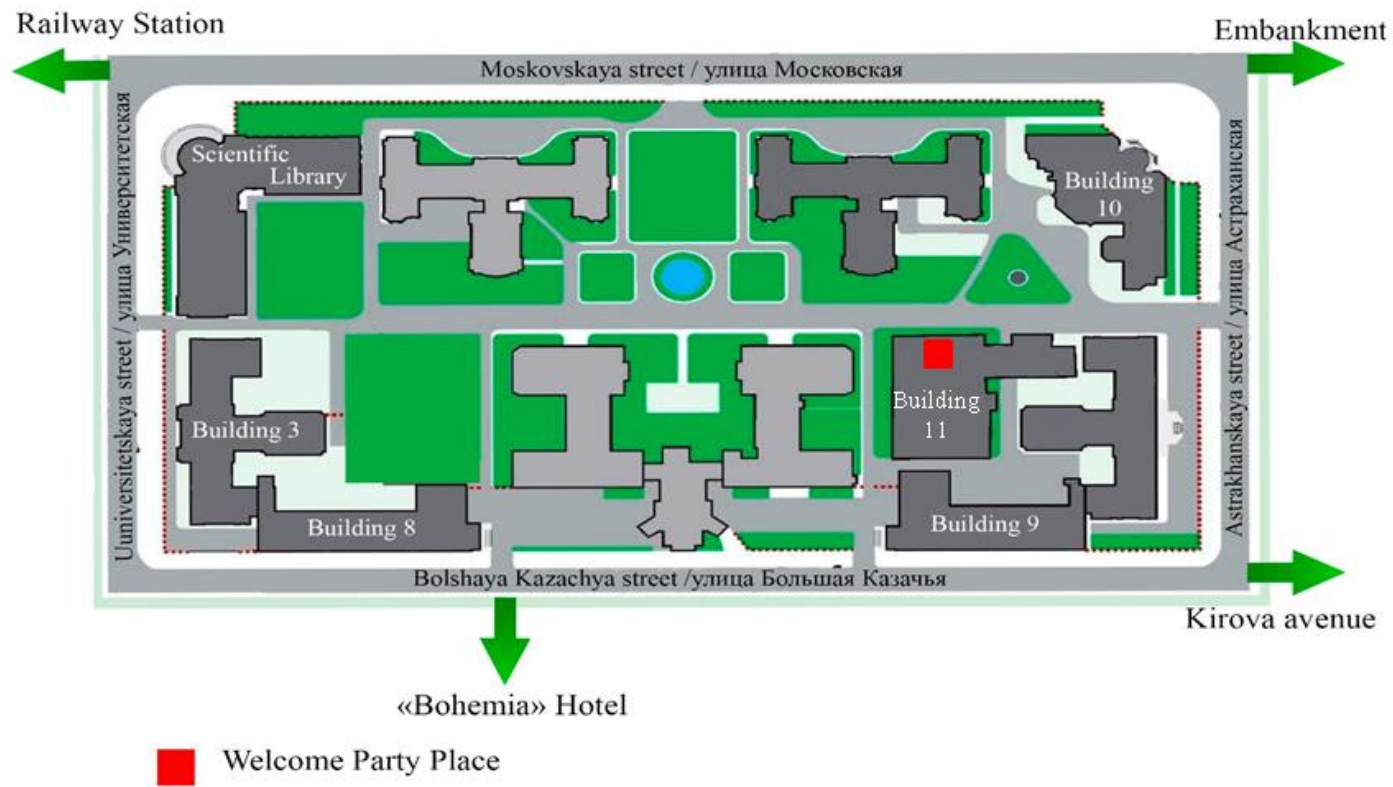 Railway Station
Embankment
Moskovskaya street / улица Московская
Uuniversitetskaya street / улица Университетская
Scientific
Library
Building
10
Astrakhanskaya street / улица Астраханская
Building 3
Building
11
Building 8
Building 9
Bolshaya Kazachya street /улица Большая Казачья
Kirova avenue
«Bohemia» Hotel
Welcome Party Place